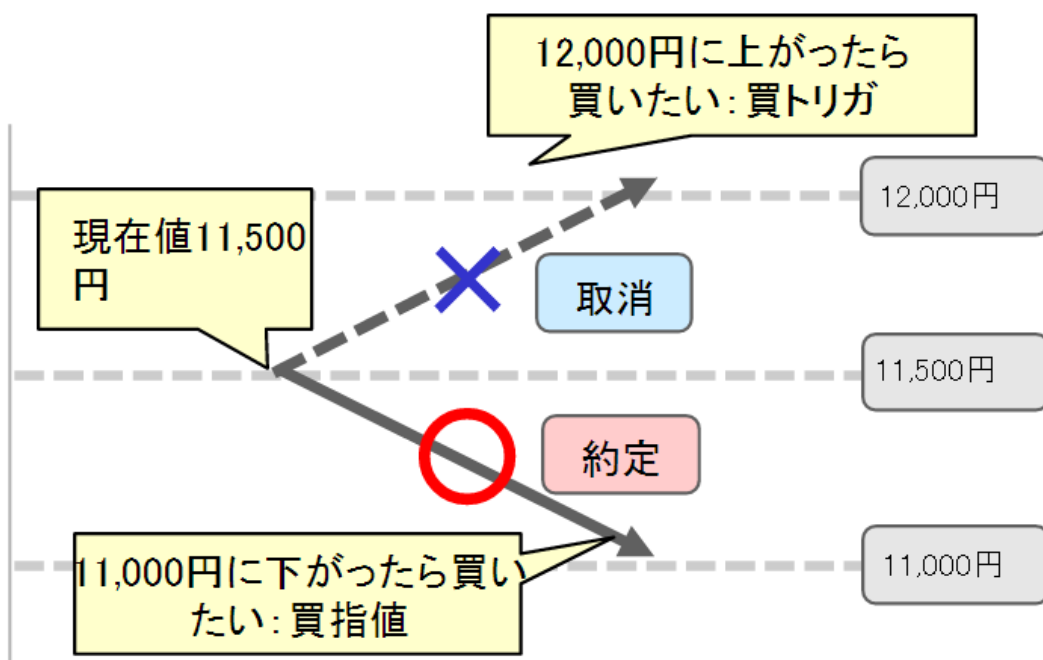 12,000円に上がったら
買いたい：買トリガ
12,000円
現在値11,500
円
取消
11,500円
約定
11,000円に下がったら買い
たい：買指値
11,000円